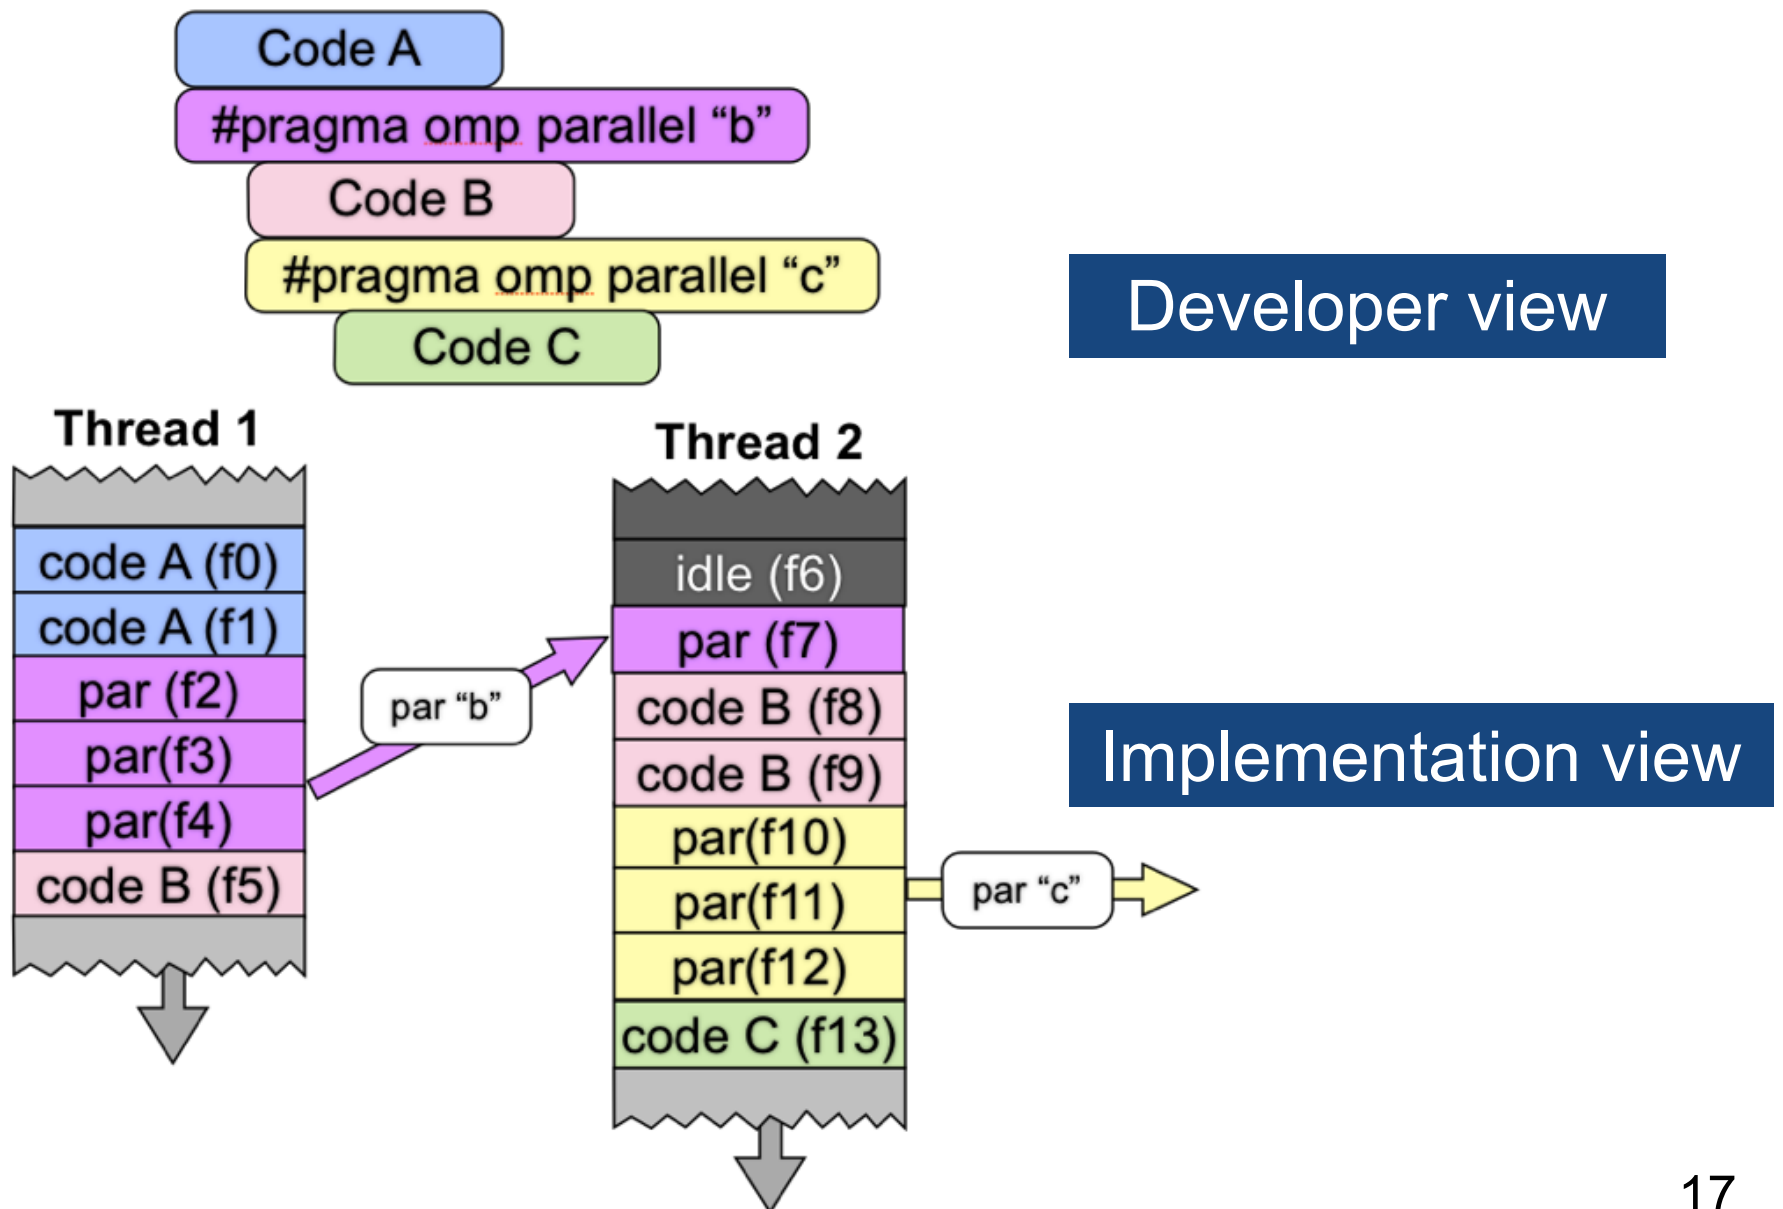 Code A
#pragma omp parallel “b”
Code B
#pragma omp parallel “c”
Code C
Developer view
Thread 1
code A (f0)
code A (f1)
par (f2)
par(f3)
par(f4)
code B (f5)
par “b”
Thread 2
idle (f6)
par (f7)
code B (f8)
code B (f9)
par(f10)
par(f11)
par(f12)
code C (f13)
par “c”
Implementation view
17